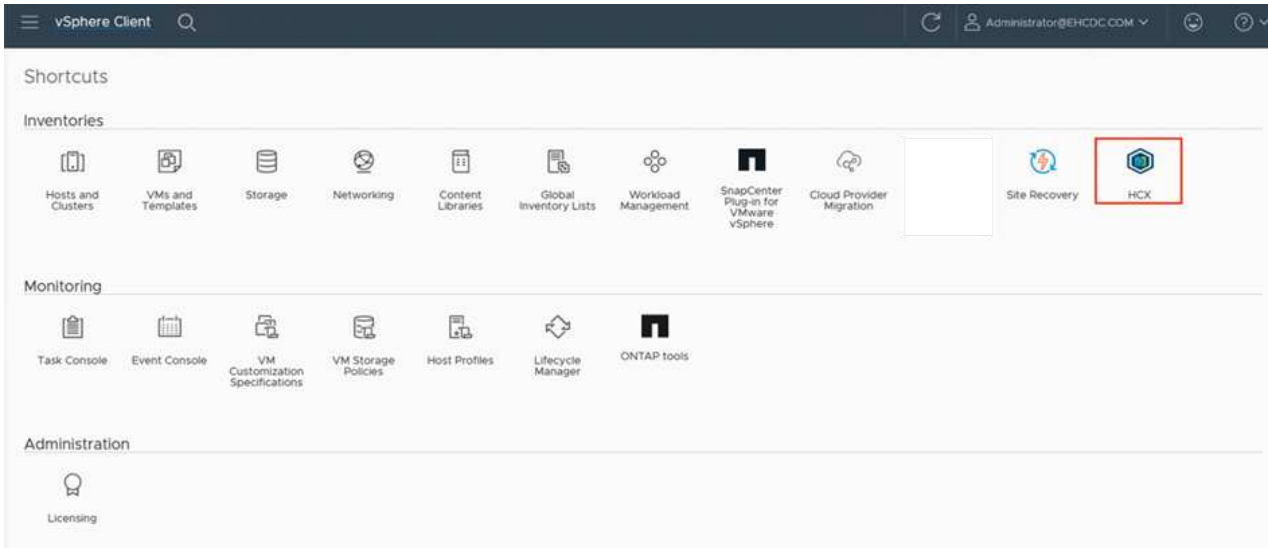 vSphere Client
Administrator@EHCDC.COM
Shortcuts
Inventories
Hosts and
Clusters
VMs and
Templates
Storage
Networking
Content
Libraries
Global
Inventory Lists
Workload
Management
SnapCenter
Plug-in for
VMware
vSphere
Cloud Provider
Migration
Site Recovery
HCX
Monitoring
Task Console
Event Console
VM
Customization
Specifications
VM Storage
Policies
Host Profiles
Lifecycle
Manager
ONTAP tools
Administration
Licensing